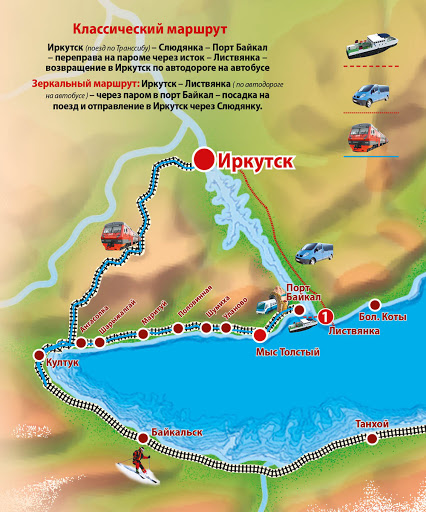 Классический маршрут
Иркутск (поезд по Транссибу) – Слюдянка – Порт Байкал
– переправа на пароме через исток – Листвянка –
возвращение в Иркутск по автодороге на автобусе
Зеркальный маршрут: Иркутск – Листвянка ( по автодороге
на автобусе ) – через паром в порт Байкал – посадка на
поезд и отправление в Иркутск через Слюдянку.
Иркутск
Порт
Байкал
Бол. Коты
1
Листвянка
Ангасолка
Шарыжалгай
Маритуй
Половинная
Шумиха
Уланово
Мыс Толстый
Култук
Байкальск
Танхой